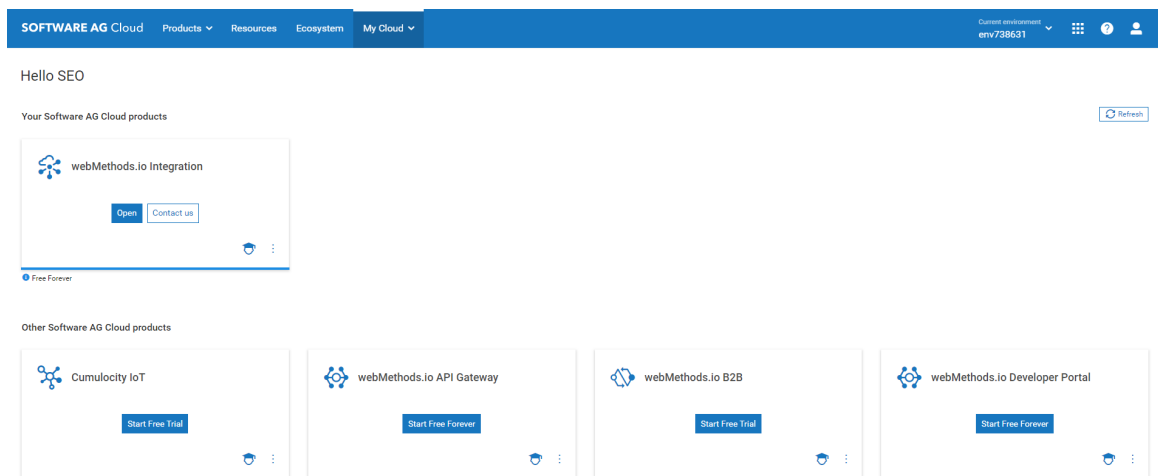 SOFTWARE AG Cloud Products Resources Ecosystem My Cloud Current environment
env738631
Hello SEO
Your Software AG Cloud products Refresh
webMethods.io Integration
Open Contact us
Free Forever
Other Software AG Cloud products
Cumulocity IoT webMethods.io API Gateway webMethods.io B2B webMethods.io Developer Portal
Start Free Trial Start Free Forever Start Free Trial Start Free Forever